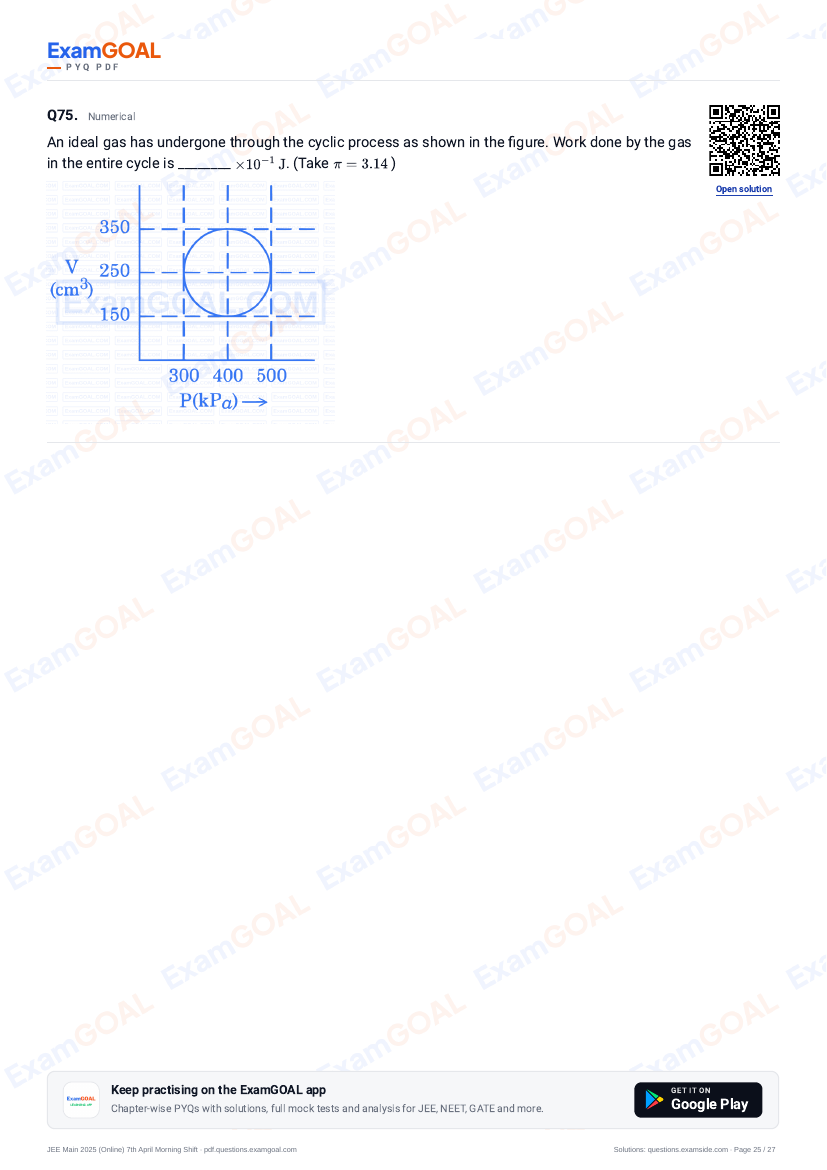 ExamGOAL
PYQ PDF
Q75. Numerical
An ideal gas has undergone through the cyclic process as shown in the figure. Work done by the gas
in the entire cycle is ________ ×10⁻¹ J. (Take π = 3.14 )
Open solution
350
V
250
(cm³)
ExamGOAL.COM
150
300 400 500
P(kPa) →
Keep practising on the ExamGOAL app
Chapter-wise PYQs with solutions, full mock tests and analysis for JEE, NEET, GATE and more.
GET IT ON
Google Play
JEE Main 2025 (Online) 7th April Morning Shift · pdf.questions.examgoal.com
Solutions: questions.examside.com · Page 25 / 27